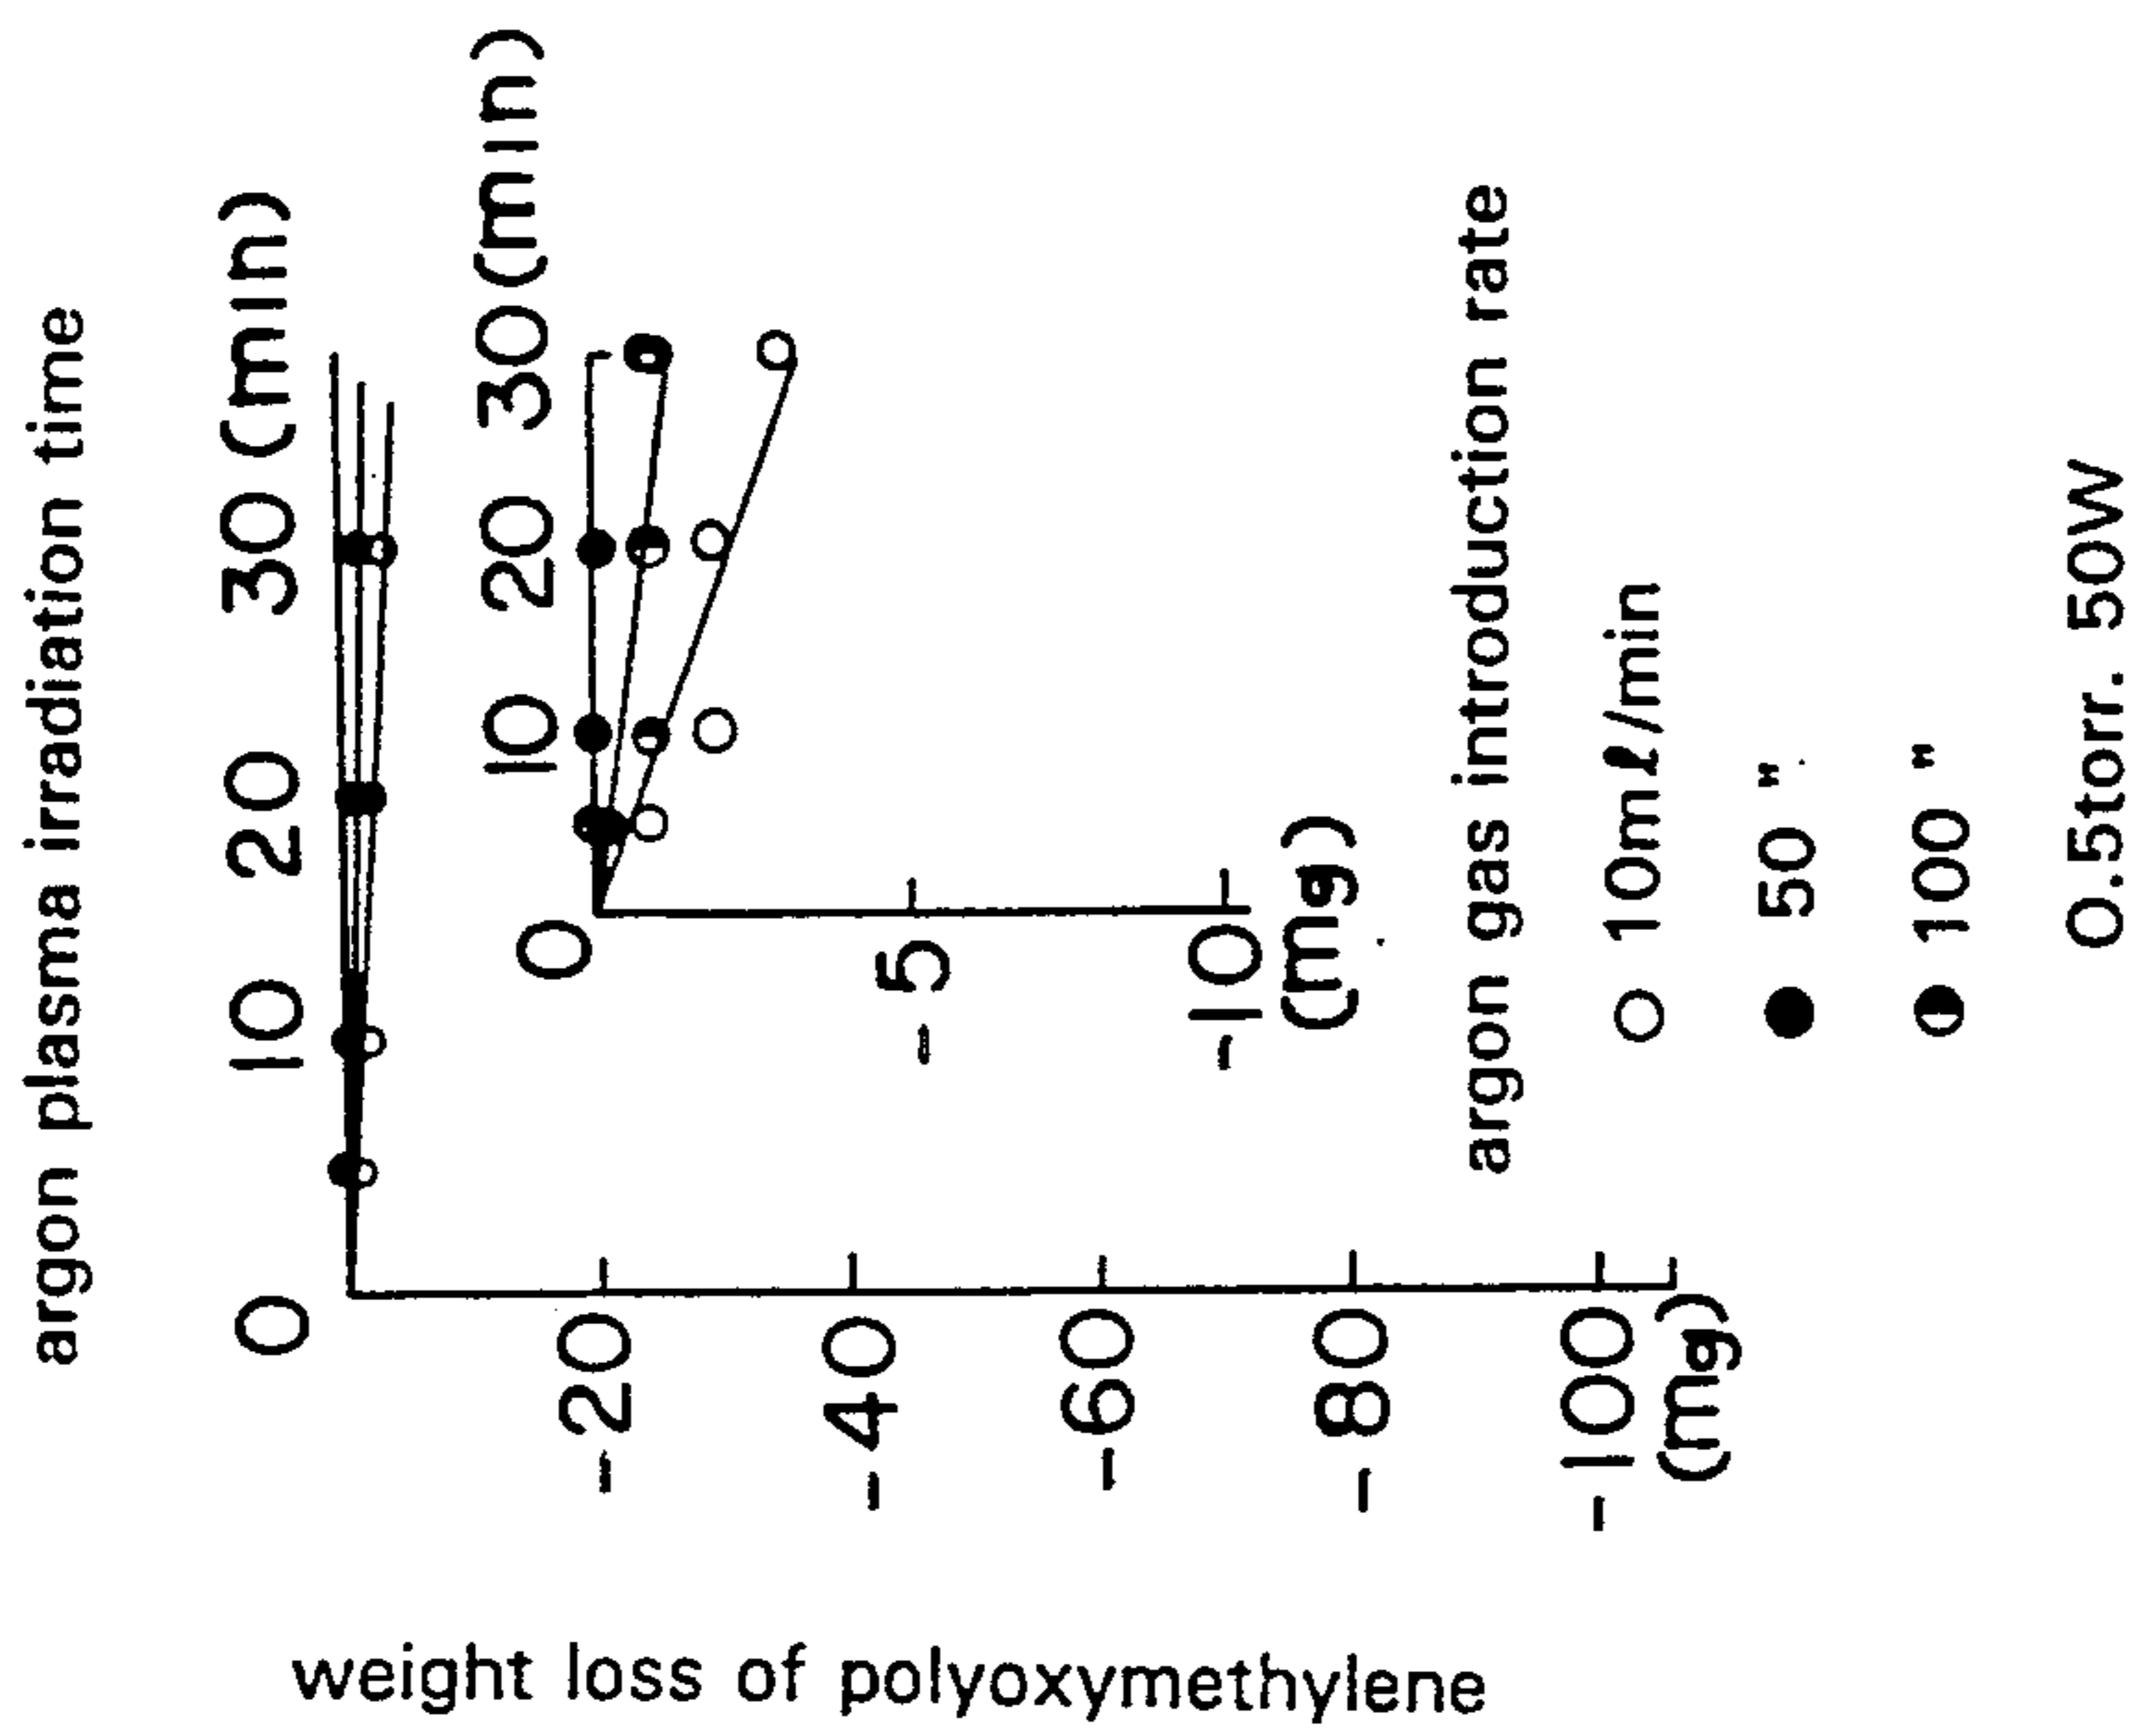 argon plasma irradiation time
0 10 20 30 (min)
0 10 20 30 (min)
-5
-10
(mg)
-20
-40
-60
-80
-100
(mg)
weight loss of polyoxymethylene
argon gas introduction rate
○ 10mℓ/min
● 50 "
◐ 100 "
0.5torr. 50W